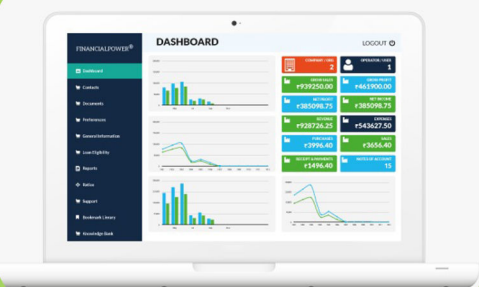 FINANCIALPOWER®
DASHBOARD
LOGOUT
Dashboard
Contacts
Documents
Preferences
General Information
Loan Eligibility
Reports
Ratios
Support
Bookmark Library
Knowledge Bank
COMPANY / ORG
2
OPERATOR / USER
1
GROSS SALES
₹939250.00
GROSS PROFIT
₹461900.00
NET PROFIT
₹385098.75
NET INCOME
₹385098.75
REVENUE
₹928726.25
EXPENSES
₹543627.50
PURCHASES
₹3996.40
SALES
₹3656.40
RECEIPT & PAYMENTS
₹1496.40
NOTES OF ACCOUNT
15